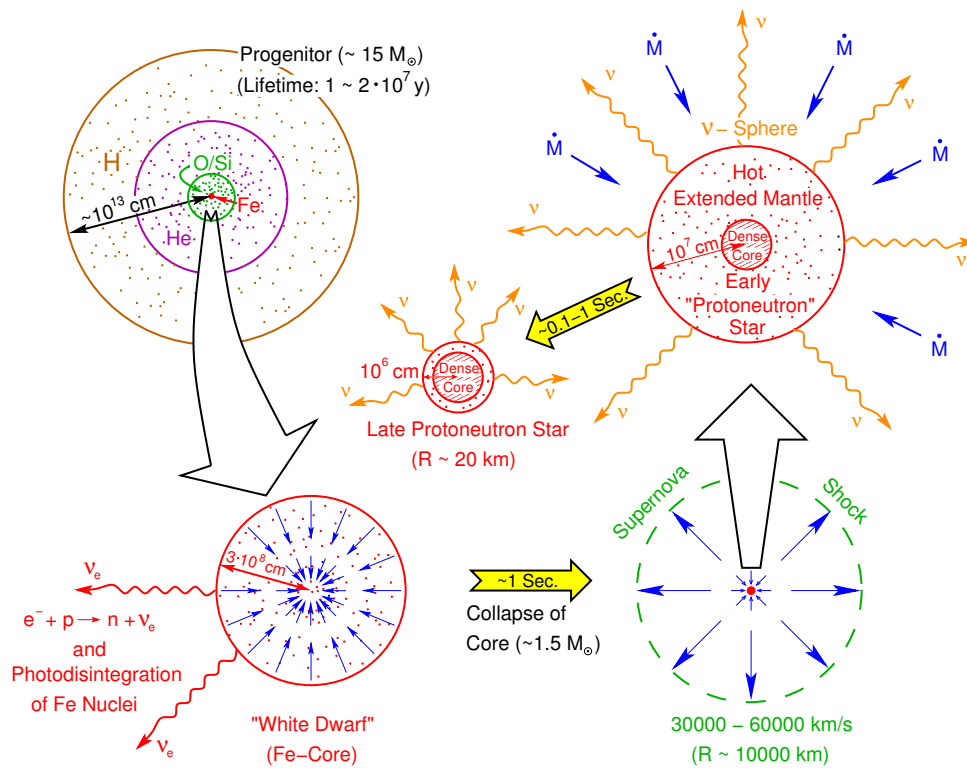 Progenitor (~ 15 M⊙)
(Lifetime: 1 ~ 2·10⁷ y)
H
O/Si
Fe
He
~10¹³ cm
ν
ν
ν
ν
ν
ν
ν
ν
Ṁ
Ṁ
Ṁ
Ṁ
Ṁ
ν – Sphere
Hot
Extended Mantle
10⁷ cm
Dense
Core
Early
"Protoneutron"
Star
~0.1–1 Sec.
ν
ν
ν
ν
ν
10⁶ cm
Dense
Core
Late Protoneutron Star
(R ~ 20 km)
3·10⁸ cm
νₑ
e⁻ + p → n + νₑ
and
Photodisintegration
of Fe Nuclei
νₑ
"White Dwarf"
(Fe–Core)
~1 Sec.
Collapse of
Core (~1.5 M⊙)
Supernova
Shock
30000 – 60000 km/s
(R ~ 10000 km)